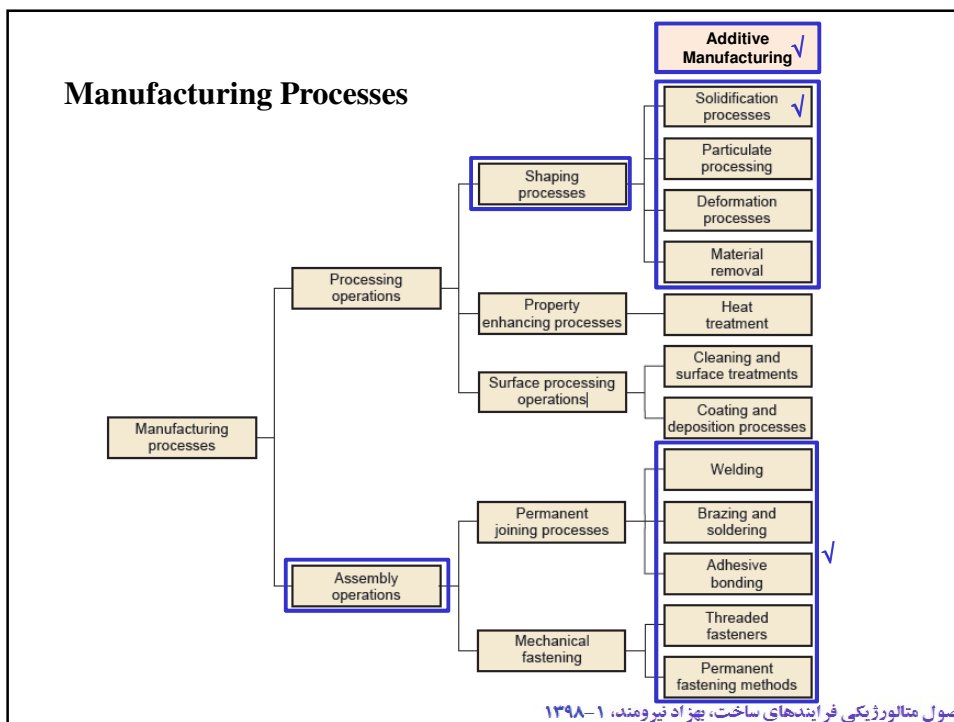 Additive
Manufacturing √
Manufacturing Processes
Solidification
processes √
Particulate
processing
Shaping
processes
Deformation
processes
Material
removal
Processing
operations
Property
enhancing processes
Heat
treatment
Cleaning and
surface treatments
Surface processing
operations
Coating and
deposition processes
Manufacturing
processes
Welding
Permanent
joining processes
Brazing and
soldering
√
Adhesive
bonding
Assembly
operations
Threaded
fasteners
Mechanical
fastening
Permanent
fastening methods
صول متالورژیکی فرایندهای ساخت، بهزاد نیرومند، ۱-۱۳۹۸